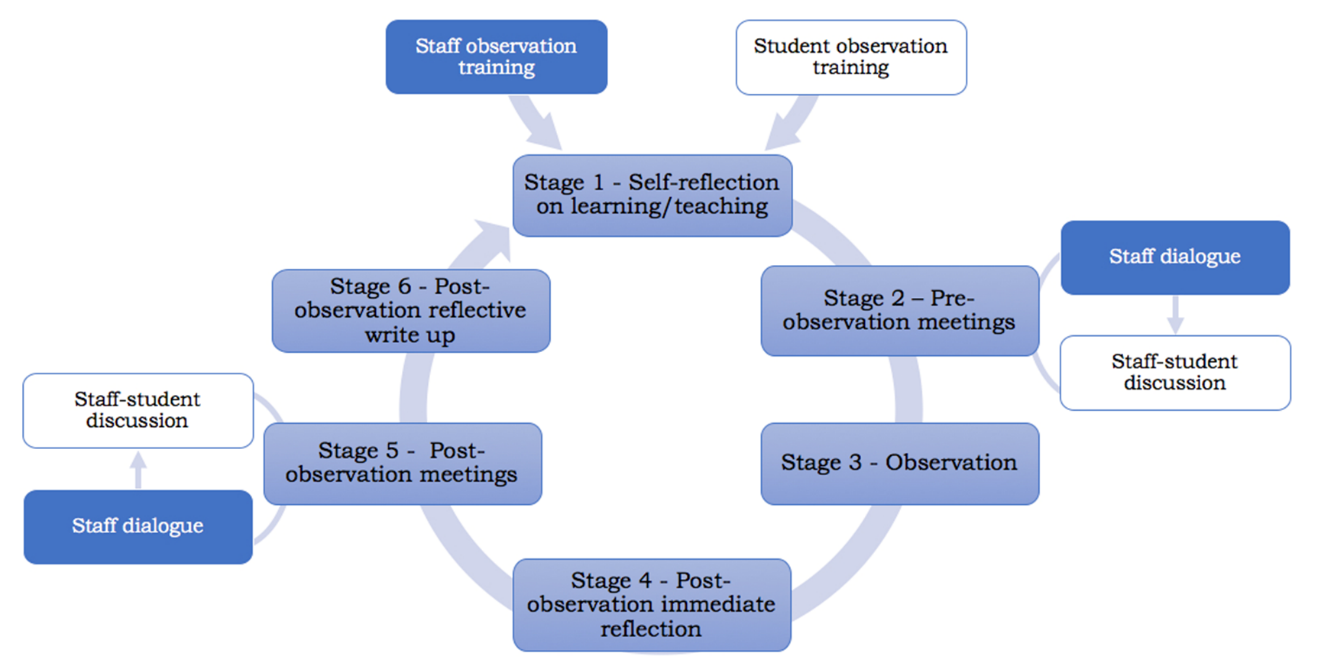 Staff observation
training
Student observation
training
Stage 1 - Self-reflection
on learning/teaching
Staff dialogue
Stage 2 – Pre-
observation meetings
Staff-student
discussion
Stage 3 - Observation
Stage 4 - Post-
observation immediate
reflection
Stage 5 -  Post-
observation meetings
Staff-student
discussion
Staff dialogue
Stage 6 - Post-
observation reflective
write up